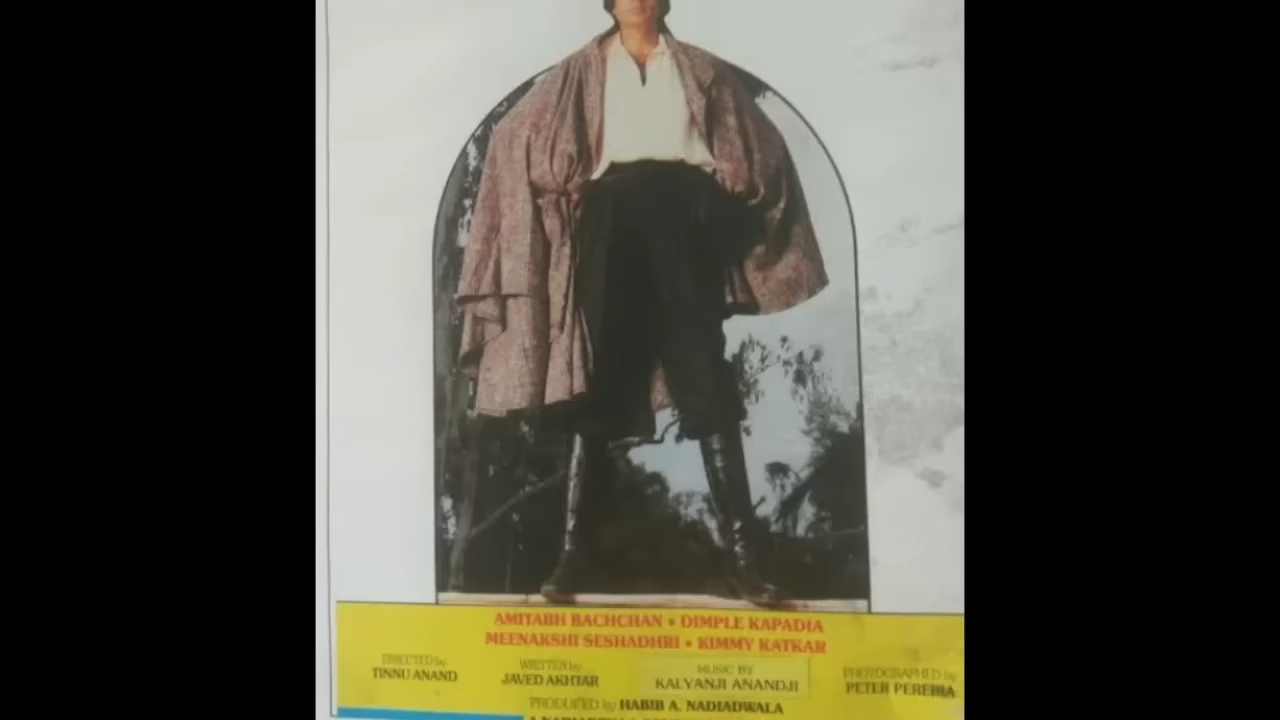 AMITABH BACHCHAN • DIMPLE KAPADIA
MEENAKSHI SESHADHRI • KIMMY KATKAR
DIRECTED by
TINNU ANAND
WRITTEN by
JAVED AKHTAR
MUSIC BY
KALYANJI ANANDJI
PHOTOGRAPHED by
PETER PEREIRA
PRODUCED by HABIB A. NADIADWALA